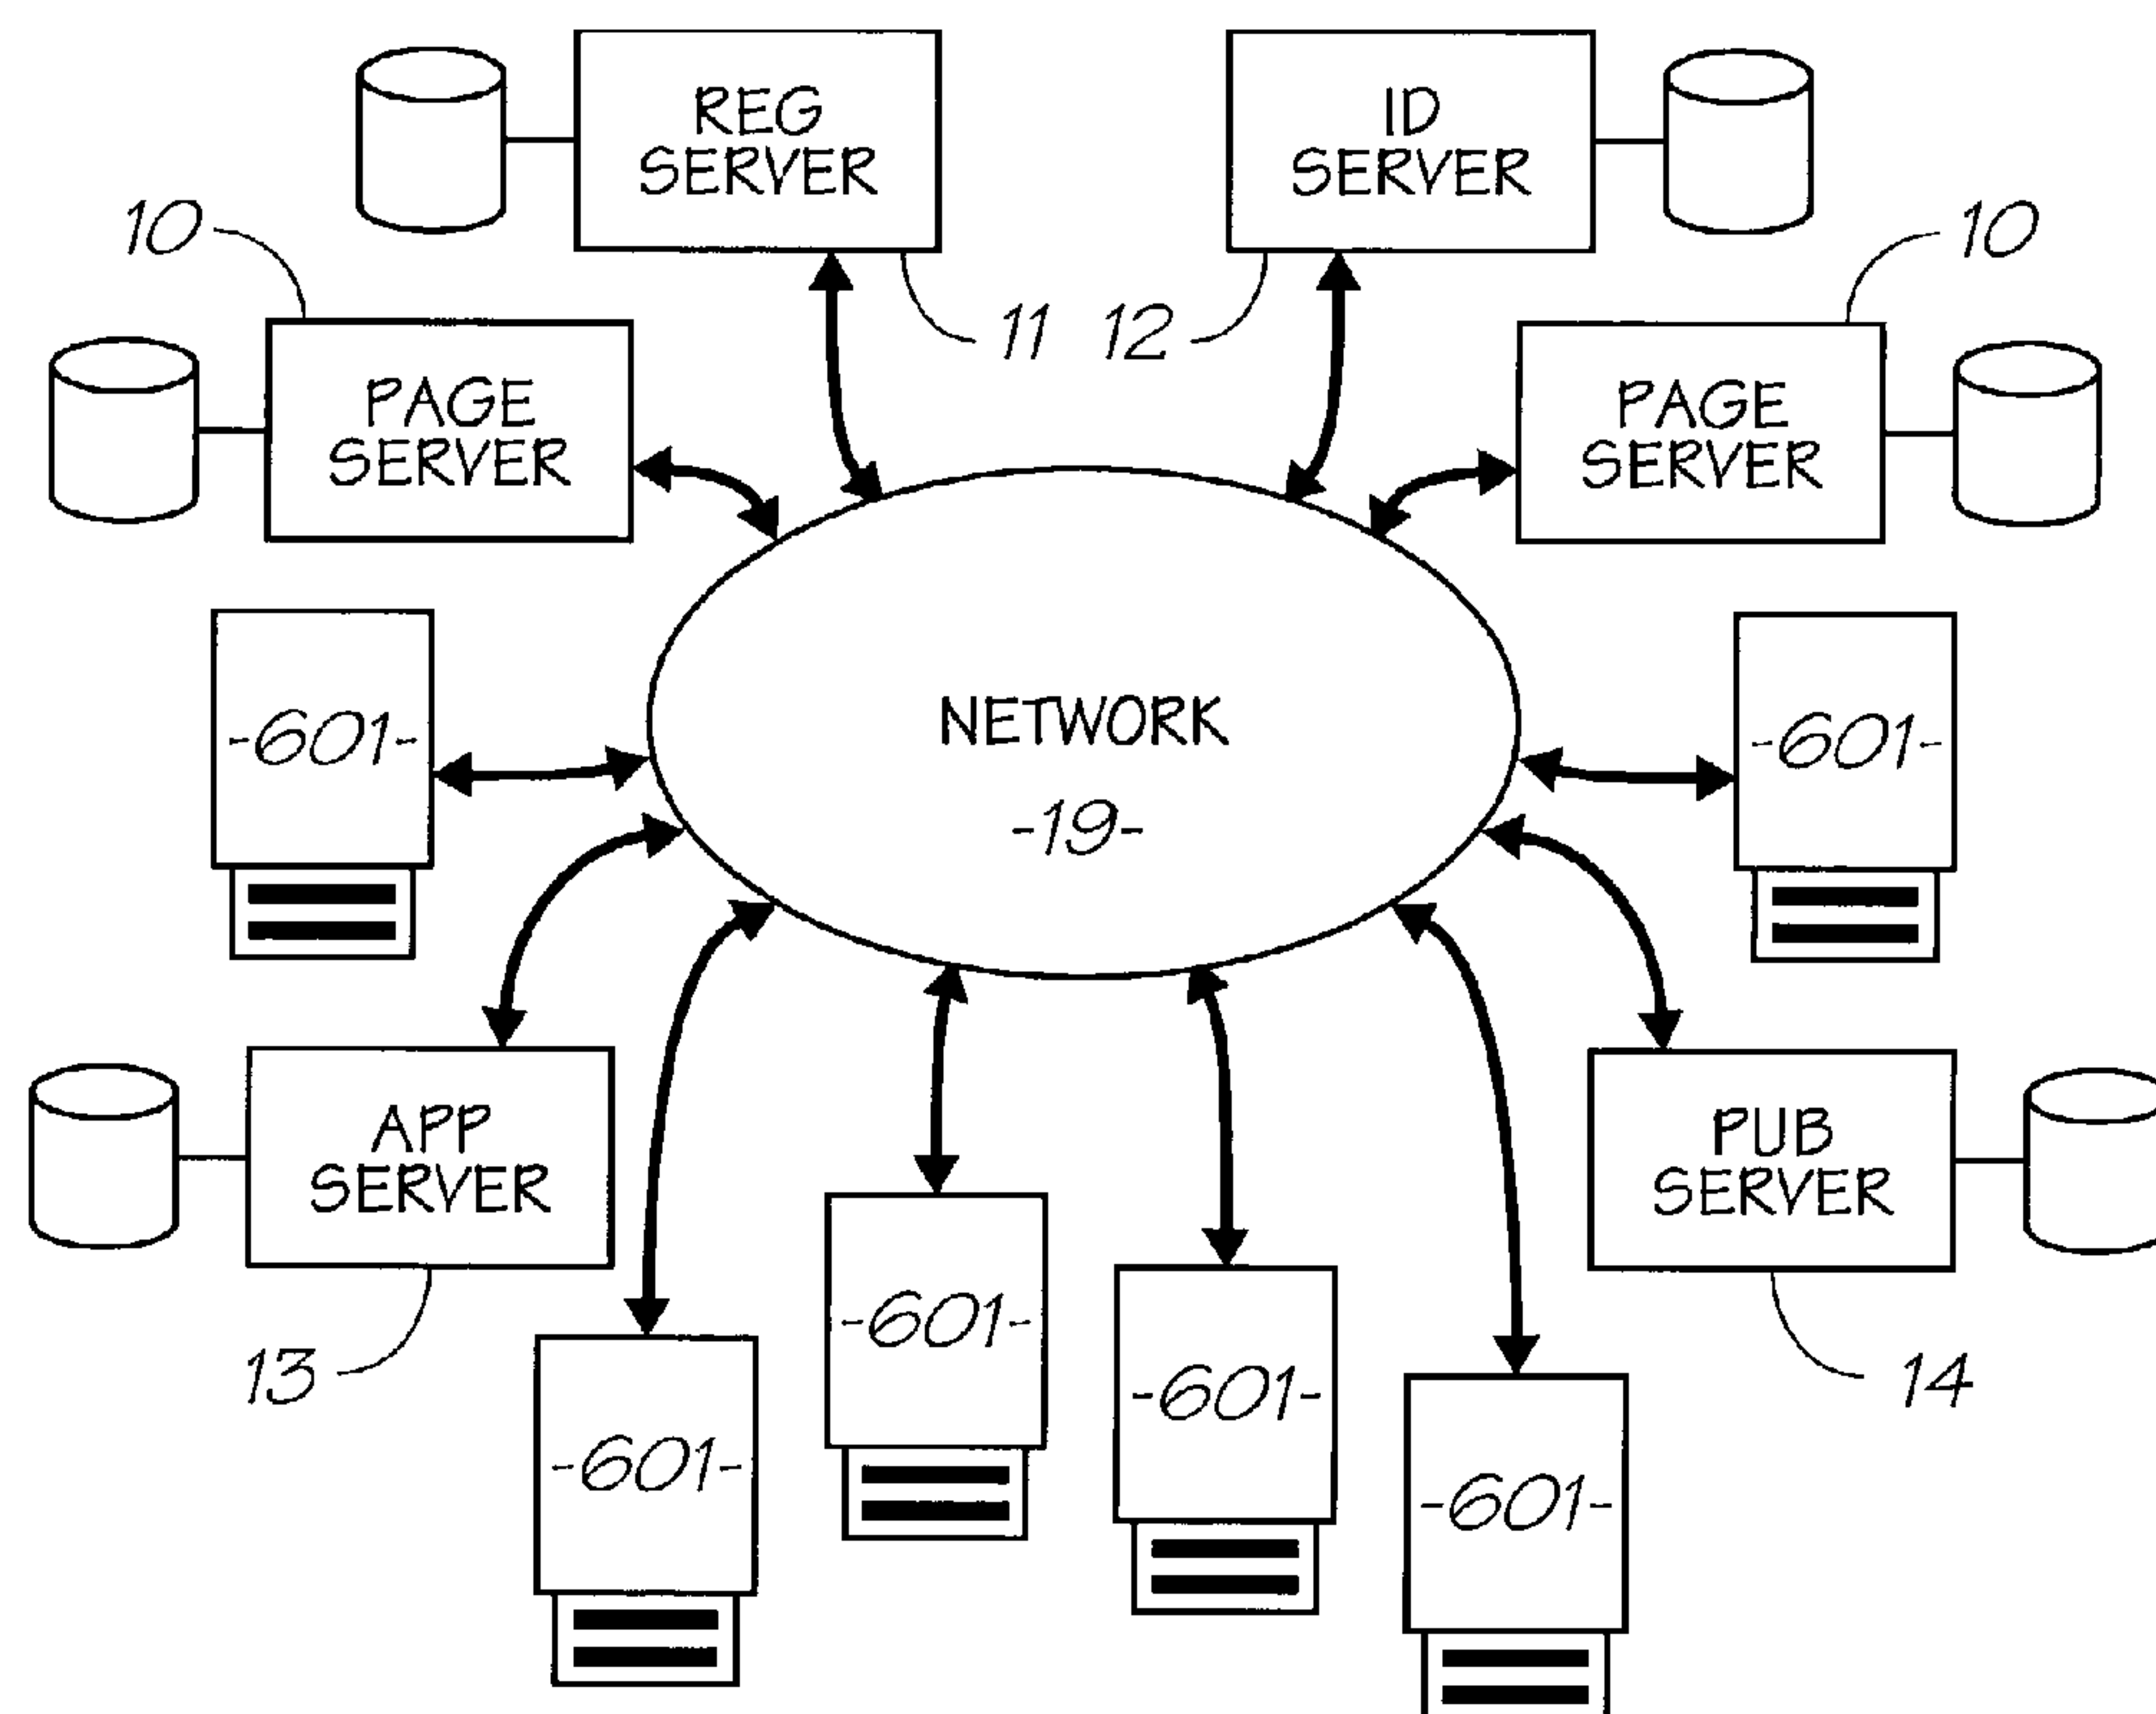 REG
SERVER
ID
SERVER
10
10
11
12
PAGE
SERVER
PAGE
SERVER
-601-
NETWORK
-19-
-601-
APP
SERVER
PUB
SERVER
-601-
-601-
13
14
-601-
-601-